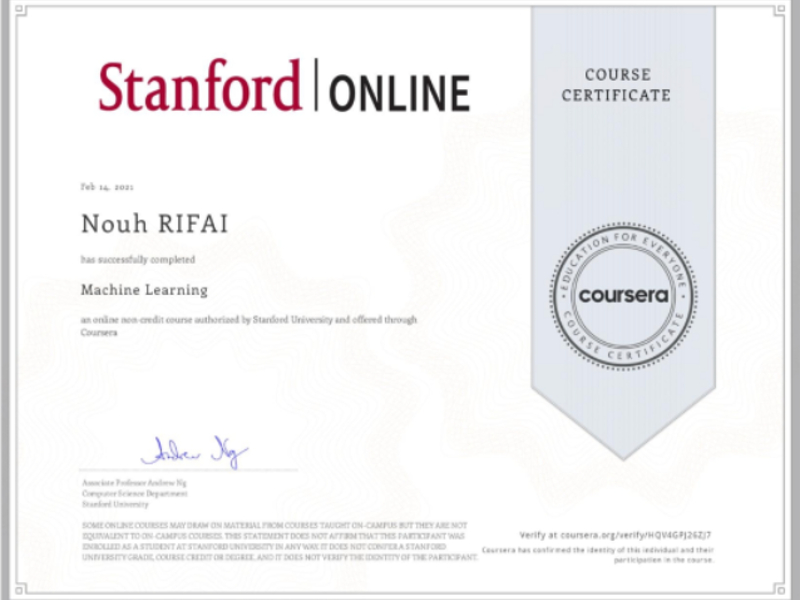 Stanford | ONLINE
COURSE
CERTIFICATE
Feb 14, 2021
Nouh RIFAI
has successfully completed
Machine Learning
an online non-credit course authorized by Stanford University and offered through
Coursera
EDUCATION FOR EVERYONE
coursera
COURSE CERTIFICATE
Andrew Ng
Associate Professor Andrew Ng
Computer Science Department
Stanford University
SOME ONLINE COURSES MAY DRAW ON MATERIAL FROM COURSES TAUGHT ON-CAMPUS BUT THEY ARE NOT
EQUIVALENT TO ON-CAMPUS COURSES. THIS STATEMENT DOES NOT AFFIRM THAT THIS PARTICIPANT WAS
ENROLLED AS A STUDENT AT STANFORD UNIVERSITY IN ANY WAY. IT DOES NOT CONFER A STANFORD
UNIVERSITY GRADE, COURSE CREDIT OR DEGREE, AND IT DOES NOT VERIFY THE IDENTITY OF THE PARTICIPANT.
Verify at coursera.org/verify/HQV4GPJ26ZJ7
Coursera has confirmed the identity of this individual and their
participation in the course.